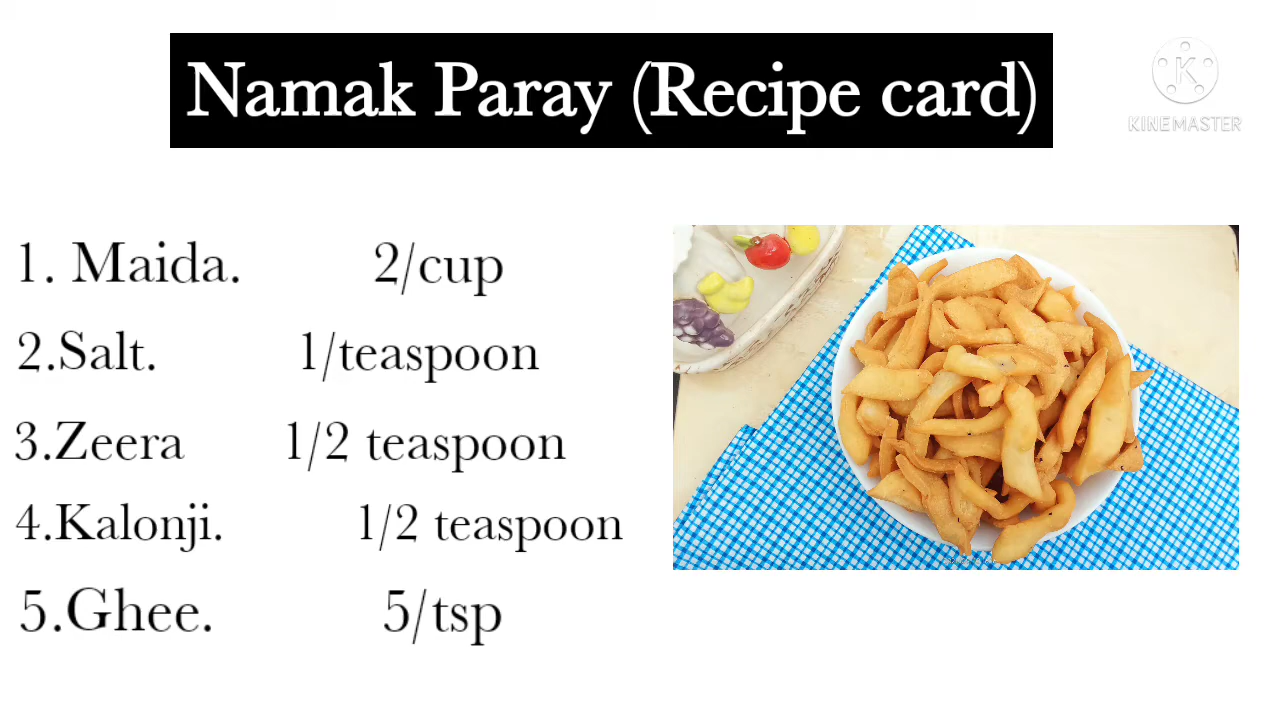 Namak Paray (Recipe card)
KINEMASTER
1. Maida. 2/cup
2.Salt. 1/teaspoon
3.Zeera 1/2 teaspoon
4.Kalonji. 1/2 teaspoon
5.Ghee. 5/tsp